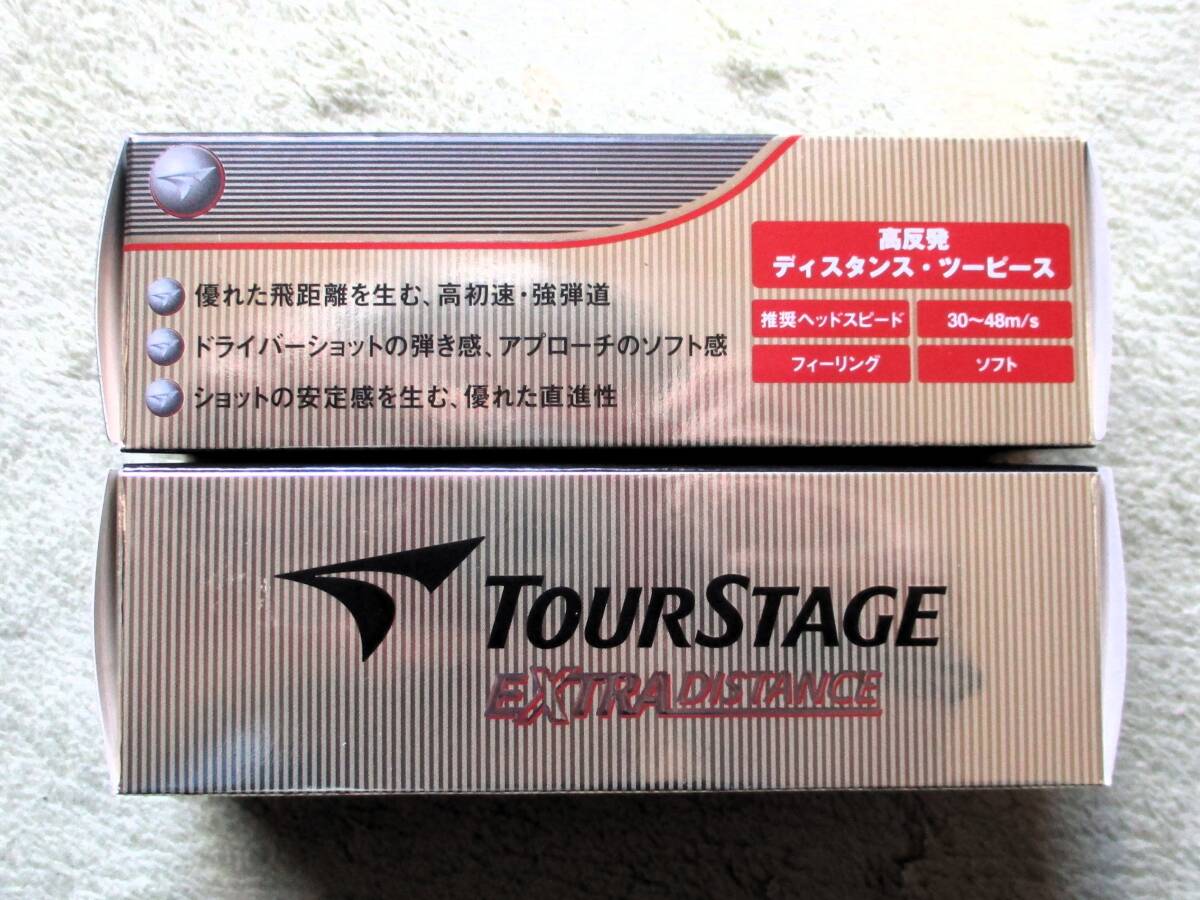 優れた飛距離を生む、高初速・強弾道
ドライバーショットの弾き感、アプローチのソフト感
ショットの安定感を生む、優れた直進性
高反発
ディスタンス・ツーピース
推奨ヘッドスピード 30〜48m/s
フィーリング ソフト
TOURSTAGE
EXTRADISTANCE